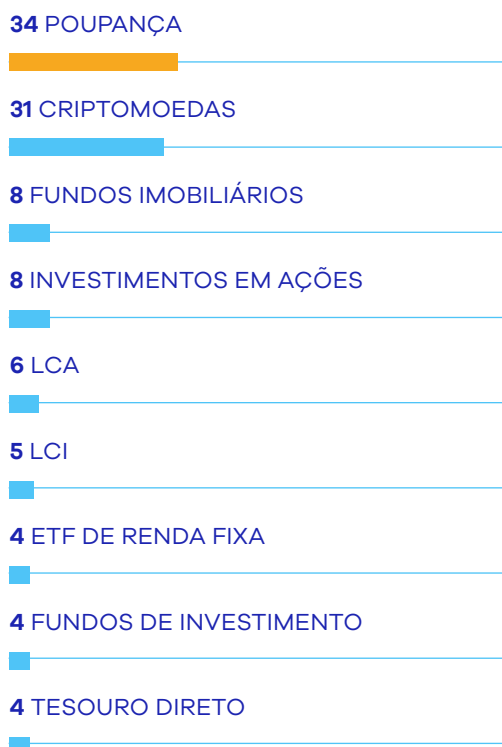 34 POUPANÇA
31 CRIPTOMOEDAS
8 FUNDOS IMOBILIÁRIOS
8 INVESTIMENTOS EM AÇÕES
6 LCA
5 LCI
4 ETF DE RENDA FIXA
4 FUNDOS DE INVESTIMENTO
4 TESOURO DIRETO